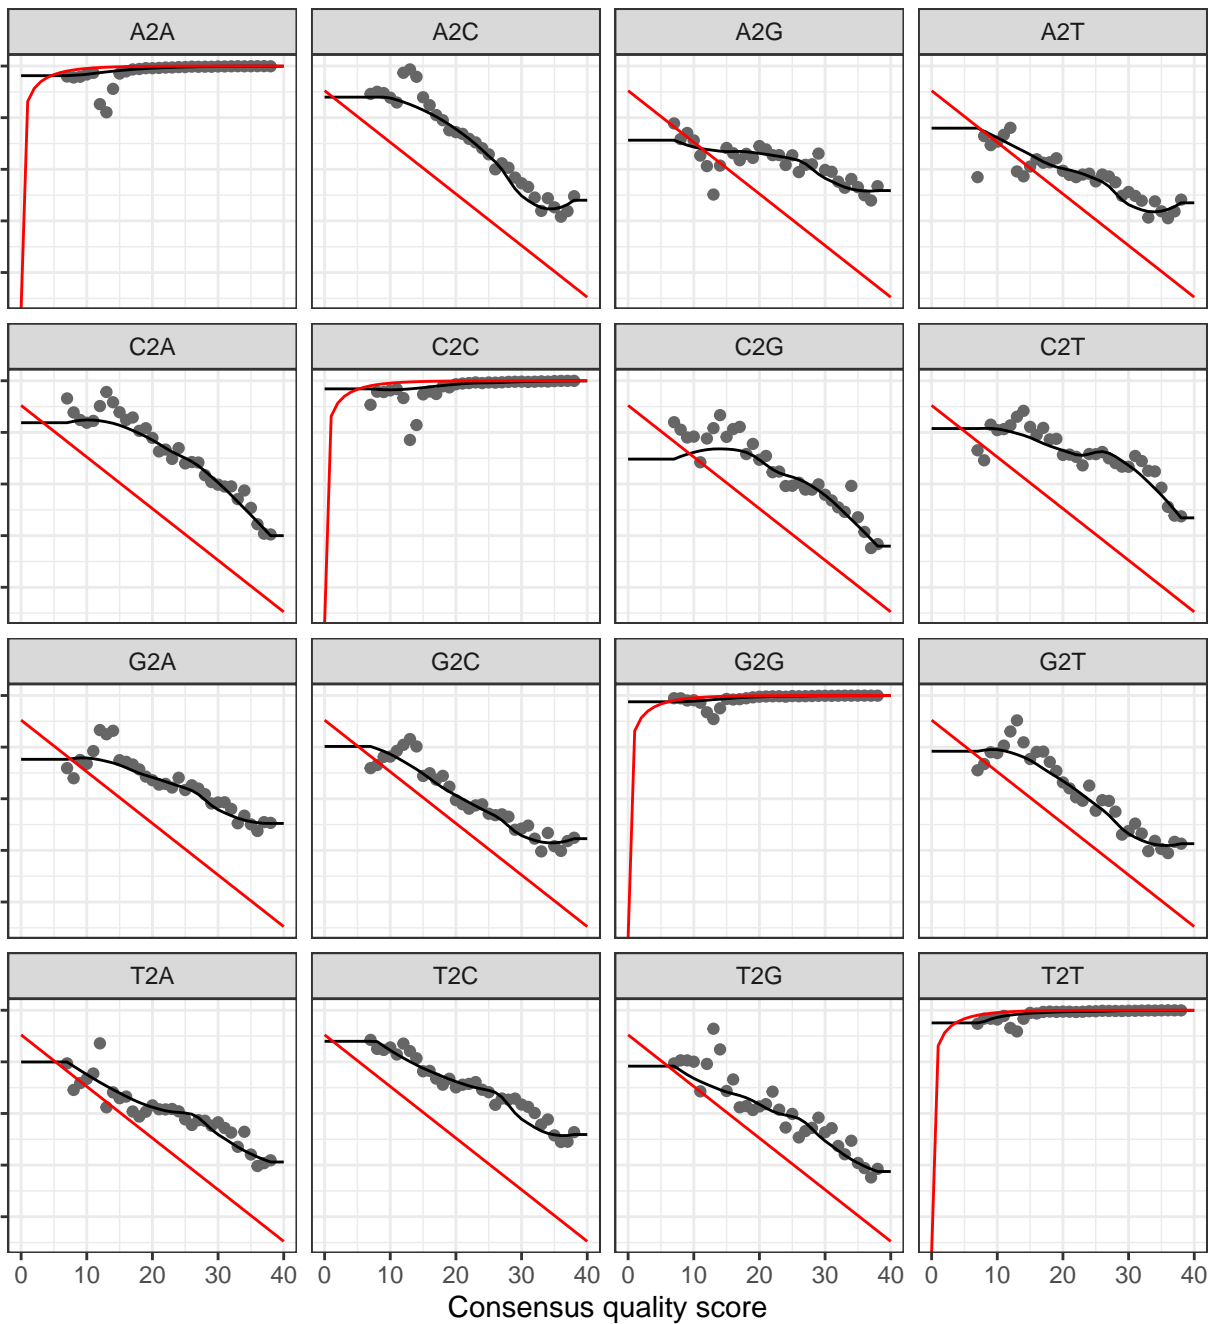 A2A A2C A2G A2T
C2A C2C C2G C2T
G2A G2C G2G G2T
T2A T2C T2G T2T
0 10 20 30 40 0 10 20 30 40 0 10 20 30 40 0 10 20 30 40
Consensus quality score